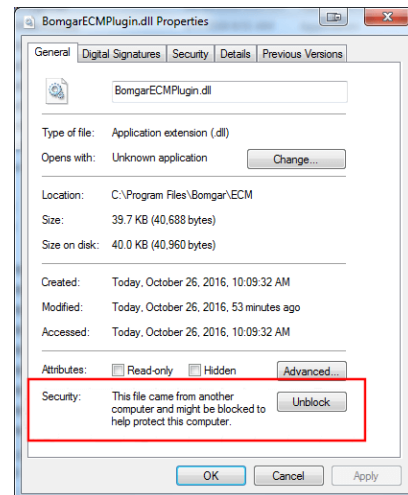 BomgarECMPlugin.dll Properties
General Digital Signatures Security Details Previous Versions
BomgarECMPlugin.dll
Type of file: Application extension (.dll)
Opens with: Unknown application Change...
Location: C:\Program Files\Bomgar\ECM
Size: 39.7 KB (40,688 bytes)
Size on disk: 40.0 KB (40,960 bytes)
Created: Today, October 26, 2016, 10:09:32 AM
Modified: Today, October 26, 2016, 53 minutes ago
Accessed: Today, October 26, 2016, 10:09:32 AM
Attributes: Read-only Hidden Advanced...
Security: This file came from another
computer and might be blocked to
help protect this computer.
Unblock
OK Cancel Apply